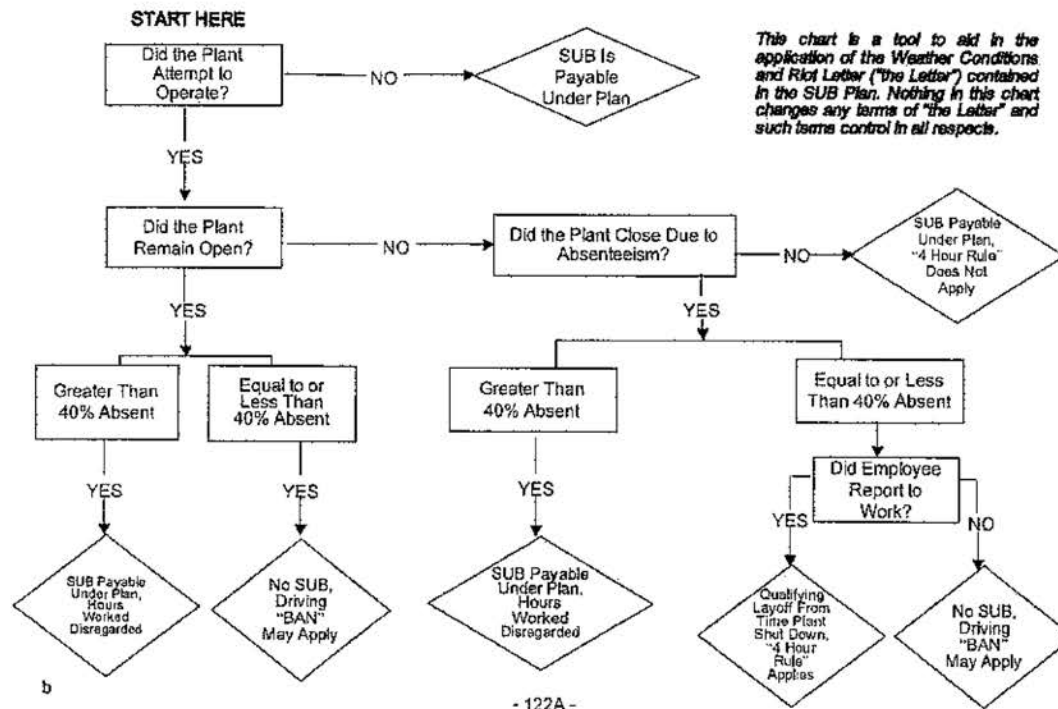 START HERE
Did the Plant
Attempt to
Operate?
NO
SUB Is
Payable
Under Plan
This chart is a tool to aid in the
application of the Weather Conditions
and Riot Letter ("the Letter") contained
in the SUB Plan. Nothing in this chart
changes any terms of "the Letter" and
such terms control in all respects.
YES
Did the Plant
Remain Open?
NO
Did the Plant Close Due to
Absenteeism?
NO
SUB Payable
Under Plan,
"4 Hour Rule"
Does Not
Apply
YES
YES
Greater Than
40% Absent
Equal to or
Less Than
40% Absent
Greater Than
40% Absent
Equal to or Less
Than 40% Absent
YES
YES
YES
Did Employee
Report to
Work?
YES
NO
SUB Payable
Under Plan,
Hours
Worked
Disregarded
No SUB,
Driving
"BAN"
May Apply
SUB Payable
Under Plan,
Hours
Worked
Disregarded
Qualifying
Layoff From
Time Plant
Shut Down,
"4 Hour
Rule"
Applies
No SUB,
Driving
"BAN"
May Apply
b
- 122A -